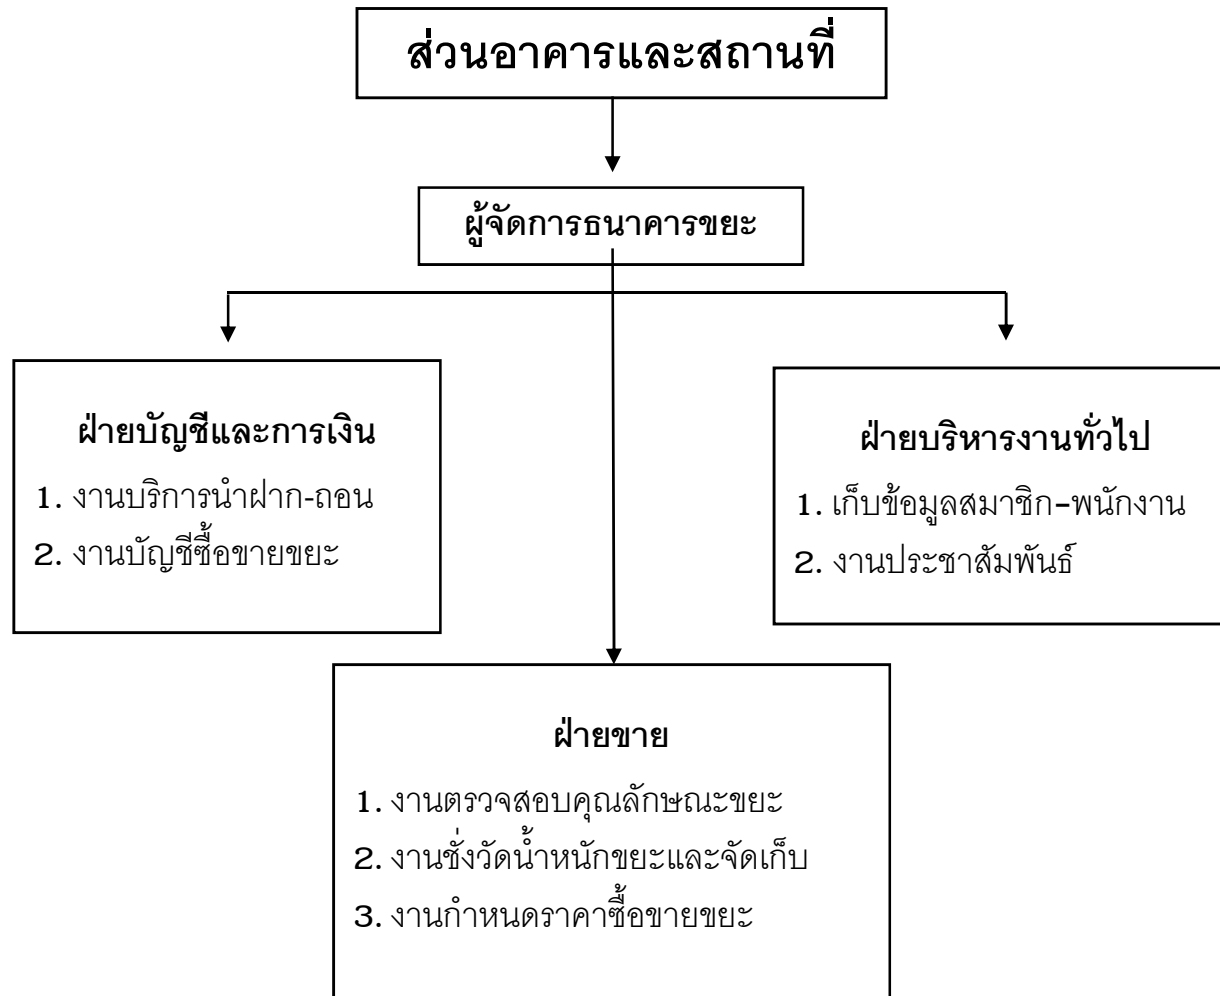 ส่วนอาคารและสถานที่
ผู้จัดการธนาคารขยะ
ฝ่ายบัญชีและการเงิน
1. งานบริการนำฝาก-ถอน
2. งานบัญชีซื้อขายขยะ
ฝ่ายบริหารงานทั่วไป
1. เก็บข้อมูลสมาชิก–พนักงาน
2. งานประชาสัมพันธ์
ฝ่ายขาย
1. งานตรวจสอบคุณลักษณะขยะ
2. งานชั่งวัดน้ำหนักขยะและจัดเก็บ
3. งานกำหนดราคาซื้อขายขยะ